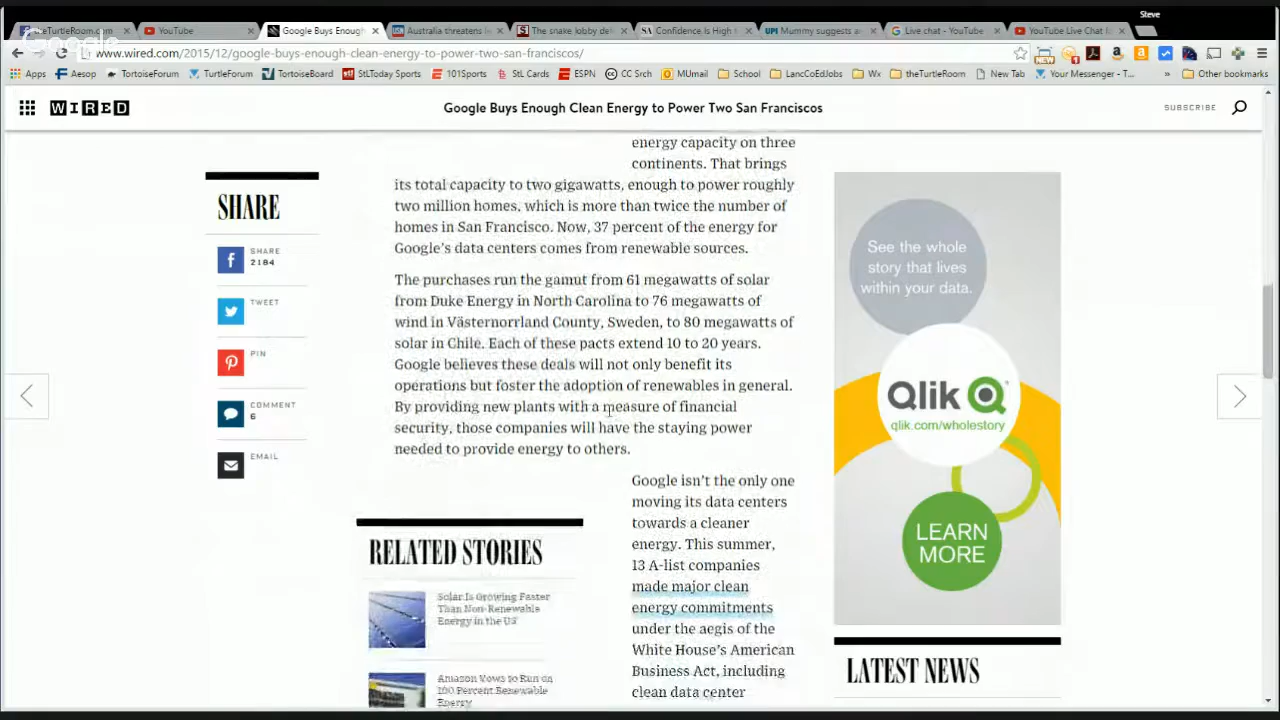 Steve
theTurtleRoom.com
YouTube
Google Buys Enough
Australia threatens le
The snake lobby de
Confidence Is High
UPI Mummy suggests a
Live chat - YouTube
YouTube Live Chat
Google
www.wired.com/2015/12/google-buys-enough-clean-energy-to-power-two-san-franciscos/
Apps
Aesop
TortoiseForum
TurtleForum
TortoiseBoard
StLToday Sports
101Sports
StL Cards
ESPN
CC Srch
MUmail
School
LancCoEdJobs
Wx
theTurtleRoom
New Tab
Your Messenger - T...
»
Other bookmarks
WIRED
Google Buys Enough Clean Energy to Power Two San Franciscos
SUBSCRIBE
energy capacity on three
continents. That brings
its total capacity to two gigawatts, enough to power roughly
two million homes, which is more than twice the number of
homes in San Francisco. Now, 37 percent of the energy for
Google's data centers comes from renewable sources.
The purchases run the gamut from 61 megawatts of solar
from Duke Energy in North Carolina to 76 megawatts of
wind in Västernorrland County, Sweden, to 80 megawatts of
solar in Chile. Each of these pacts extend 10 to 20 years.
Google believes these deals will not only benefit its
operations but foster the adoption of renewables in general.
By providing new plants with a measure of financial
security, those companies will have the staying power
needed to provide energy to others.
Google isn't the only one
moving its data centers
towards a cleaner
energy. This summer,
13 A-list companies
made major clean
energy commitments
under the aegis of the
White House's American
Business Act, including
clean data center
SHARE
SHARE
2184
TWEET
PIN
COMMENT
6
EMAIL
RELATED STORIES
Solar Is Growing Faster
Than Non-Renewable
Energy in the US
Amazon Vows to Run on
100 Percent Renewable
Energy
See the whole
story that lives
within your data.
Qlik
qlik.com/wholestory
LEARN
MORE
LATEST NEWS